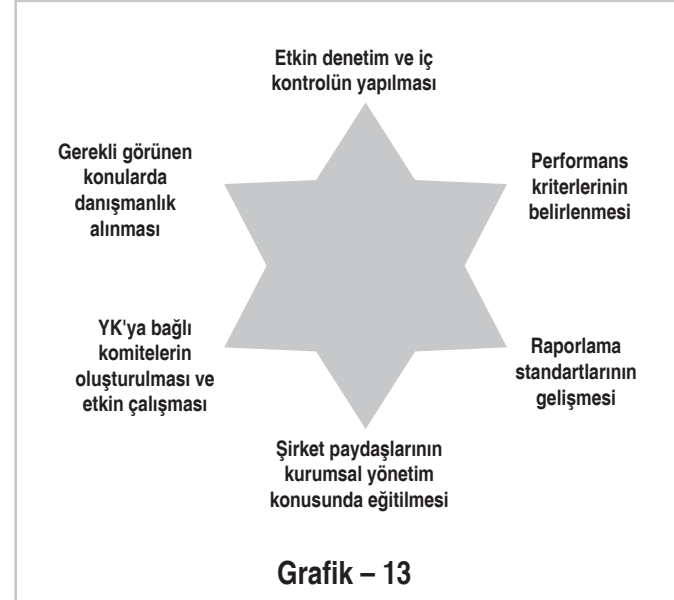 Etkin denetim ve iç
kontrolün yapılması
Gerekli görünen
konularda
danışmanlık
alınması
Performans
kriterlerinin
belirlenmesi
YK'ya bağlı
komitelerin
oluşturulması ve
etkin çalışması
Raporlama
standartlarının
gelişmesi
Şirket paydaşlarının
kurumsal yönetim
konusunda eğitilmesi
Grafik – 13